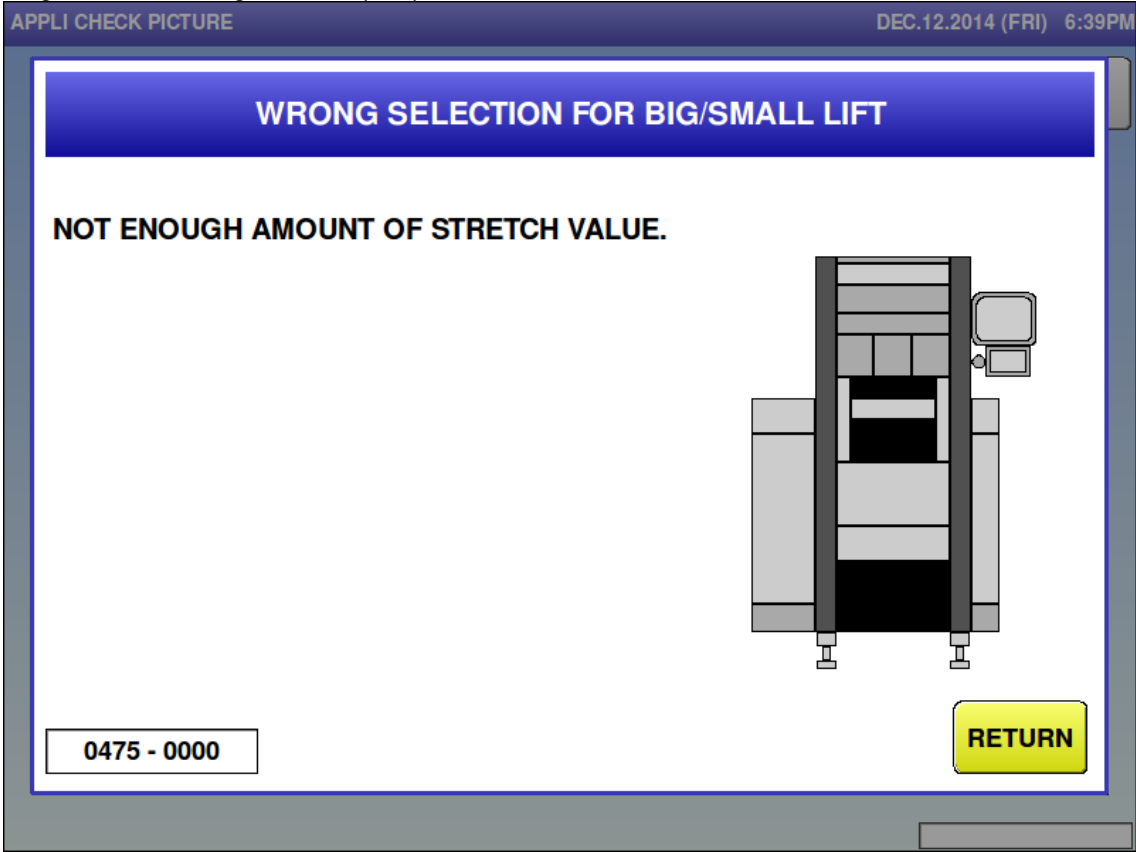 APPLI CHECK PICTURE DEC.12.2014 (FRI) 6:39PM
WRONG SELECTION FOR BIG/SMALL LIFT
NOT ENOUGH AMOUNT OF STRETCH VALUE.
0475 - 0000
RETURN